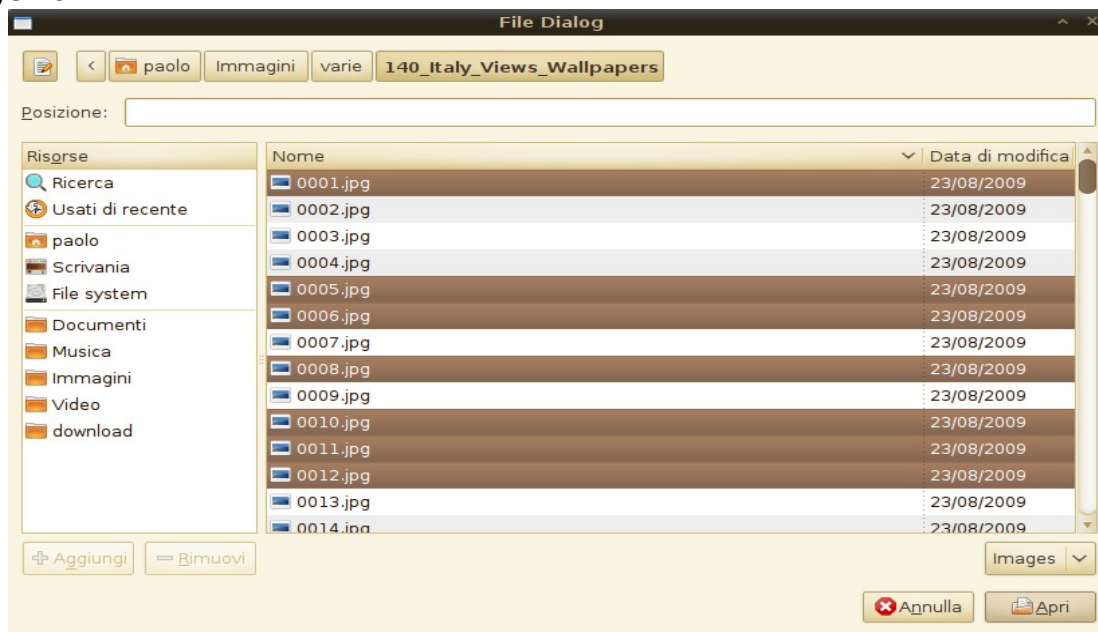 File Dialog
paolo Immagini varie 140_Italy_Views_Wallpapers
Posizione:
Risorse
Ricerca
Usati di recente
paolo
Scrivania
File system
Documenti
Musica
Immagini
Video
download
Nome Data di modifica
0001.jpg 23/08/2009
0002.jpg 23/08/2009
0003.jpg 23/08/2009
0004.jpg 23/08/2009
0005.jpg 23/08/2009
0006.jpg 23/08/2009
0007.jpg 23/08/2009
0008.jpg 23/08/2009
0009.jpg 23/08/2009
0010.jpg 23/08/2009
0011.jpg 23/08/2009
0012.jpg 23/08/2009
0013.jpg 23/08/2009
0014.jpg 23/08/2009
Aggiungi Rimuovi
Images
Annulla Apri